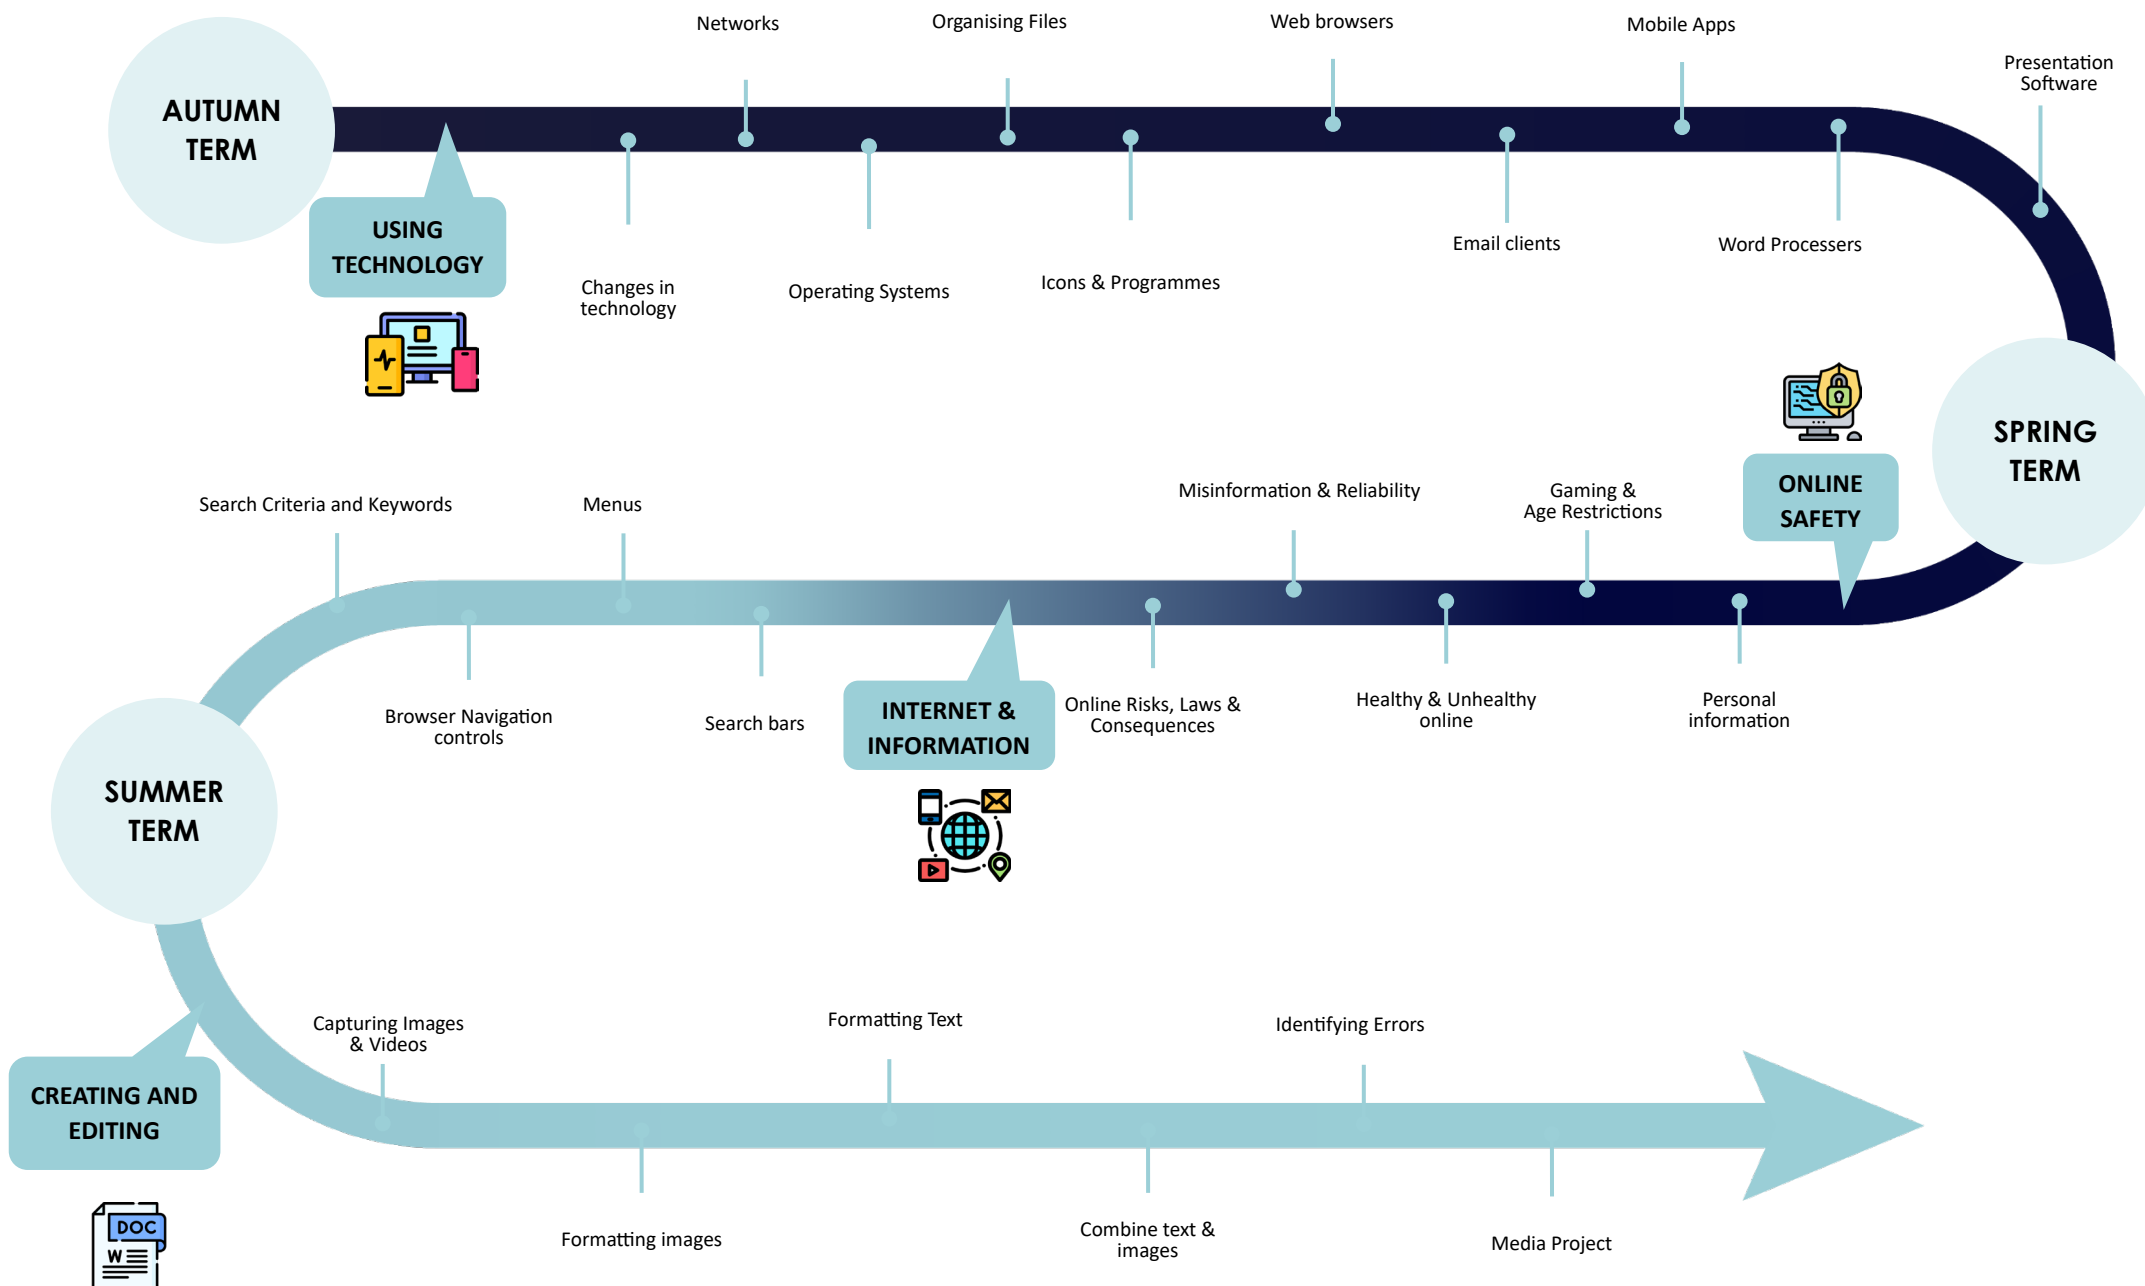 AUTUMN
TERM
USING
TECHNOLOGY
Changes in
technology
Networks
Operating Systems
Organising Files
Icons & Programmes
Web browsers
Email clients
Mobile Apps
Word Processers
Presentation
Software
SPRING
TERM
ONLINE
SAFETY
Personal
information
Gaming &
Age Restrictions
Healthy & Unhealthy
online
Misinformation & Reliability
Online Risks, Laws &
Consequences
INTERNET &
INFORMATION
Search bars
Menus
Browser Navigation
controls
Search Criteria and Keywords
SUMMER
TERM
CREATING AND
EDITING
DOC
W
Capturing Images
& Videos
Formatting images
Formatting Text
Combine text &
images
Identifying Errors
Media Project